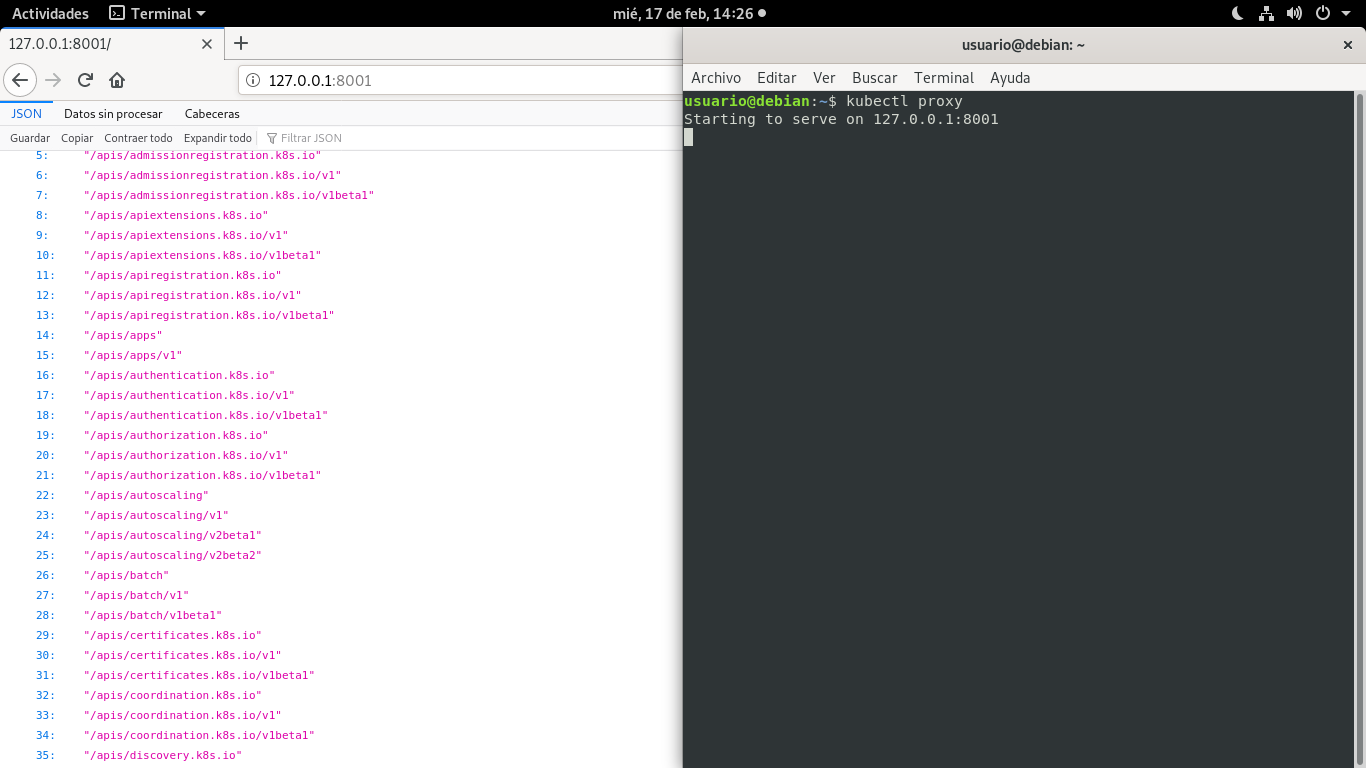 Actividades Terminal mié, 17 de feb, 14:26
127.0.0.1:8001/
127.0.0.1:8001
JSON Datos sin procesar Cabeceras
Guardar Copiar Contraer todo Expandir todo Filtrar JSON
5: "/apis/admissionregistration.k8s.io"
6: "/apis/admissionregistration.k8s.io/v1"
7: "/apis/admissionregistration.k8s.io/v1beta1"
8: "/apis/apiextensions.k8s.io"
9: "/apis/apiextensions.k8s.io/v1"
10: "/apis/apiextensions.k8s.io/v1beta1"
11: "/apis/apiregistration.k8s.io"
12: "/apis/apiregistration.k8s.io/v1"
13: "/apis/apiregistration.k8s.io/v1beta1"
14: "/apis/apps"
15: "/apis/apps/v1"
16: "/apis/authentication.k8s.io"
17: "/apis/authentication.k8s.io/v1"
18: "/apis/authentication.k8s.io/v1beta1"
19: "/apis/authorization.k8s.io"
20: "/apis/authorization.k8s.io/v1"
21: "/apis/authorization.k8s.io/v1beta1"
22: "/apis/autoscaling"
23: "/apis/autoscaling/v1"
24: "/apis/autoscaling/v2beta1"
25: "/apis/autoscaling/v2beta2"
26: "/apis/batch"
27: "/apis/batch/v1"
28: "/apis/batch/v1beta1"
29: "/apis/certificates.k8s.io"
30: "/apis/certificates.k8s.io/v1"
31: "/apis/certificates.k8s.io/v1beta1"
32: "/apis/coordination.k8s.io"
33: "/apis/coordination.k8s.io/v1"
34: "/apis/coordination.k8s.io/v1beta1"
35: "/apis/discovery.k8s.io"
usuario@debian: ~
Archivo Editar Ver Buscar Terminal Ayuda
usuario@debian:~$ kubectl proxy
Starting to serve on 127.0.0.1:8001